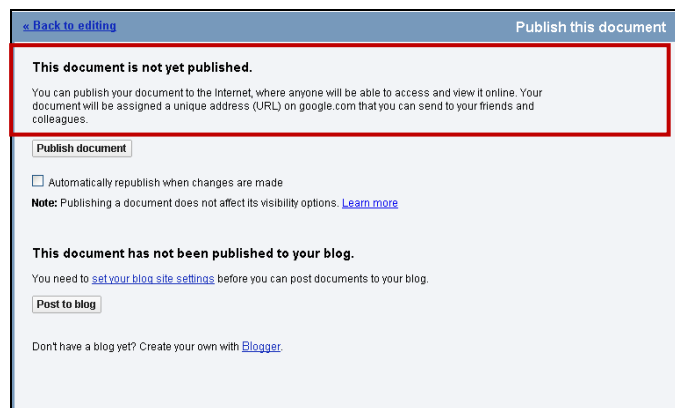 « Back to editing
Publish this document
This document is not yet published.
You can publish your document to the Internet, where anyone will be able to access and view it online. Your
document will be assigned a unique address (URL) on google.com that you can send to your friends and
colleagues.
Publish document
Automatically republish when changes are made
Note: Publishing a document does not affect its visibility options. Learn more
This document has not been published to your blog.
You need to set your blog site settings before you can post documents to your blog.
Post to blog
Don't have a blog yet? Create your own with Blogger.